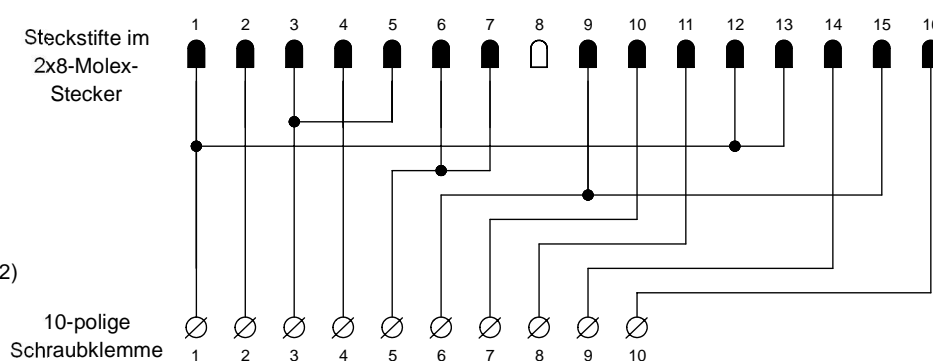 1 2 3 4 5 6 7 8 9 10 11 12 13 14 15 16
Steckstifte im
2x8-Molex-
Stecker
2)
10-polige
Schraubklemme
1 2 3 4 5 6 7 8 9 10